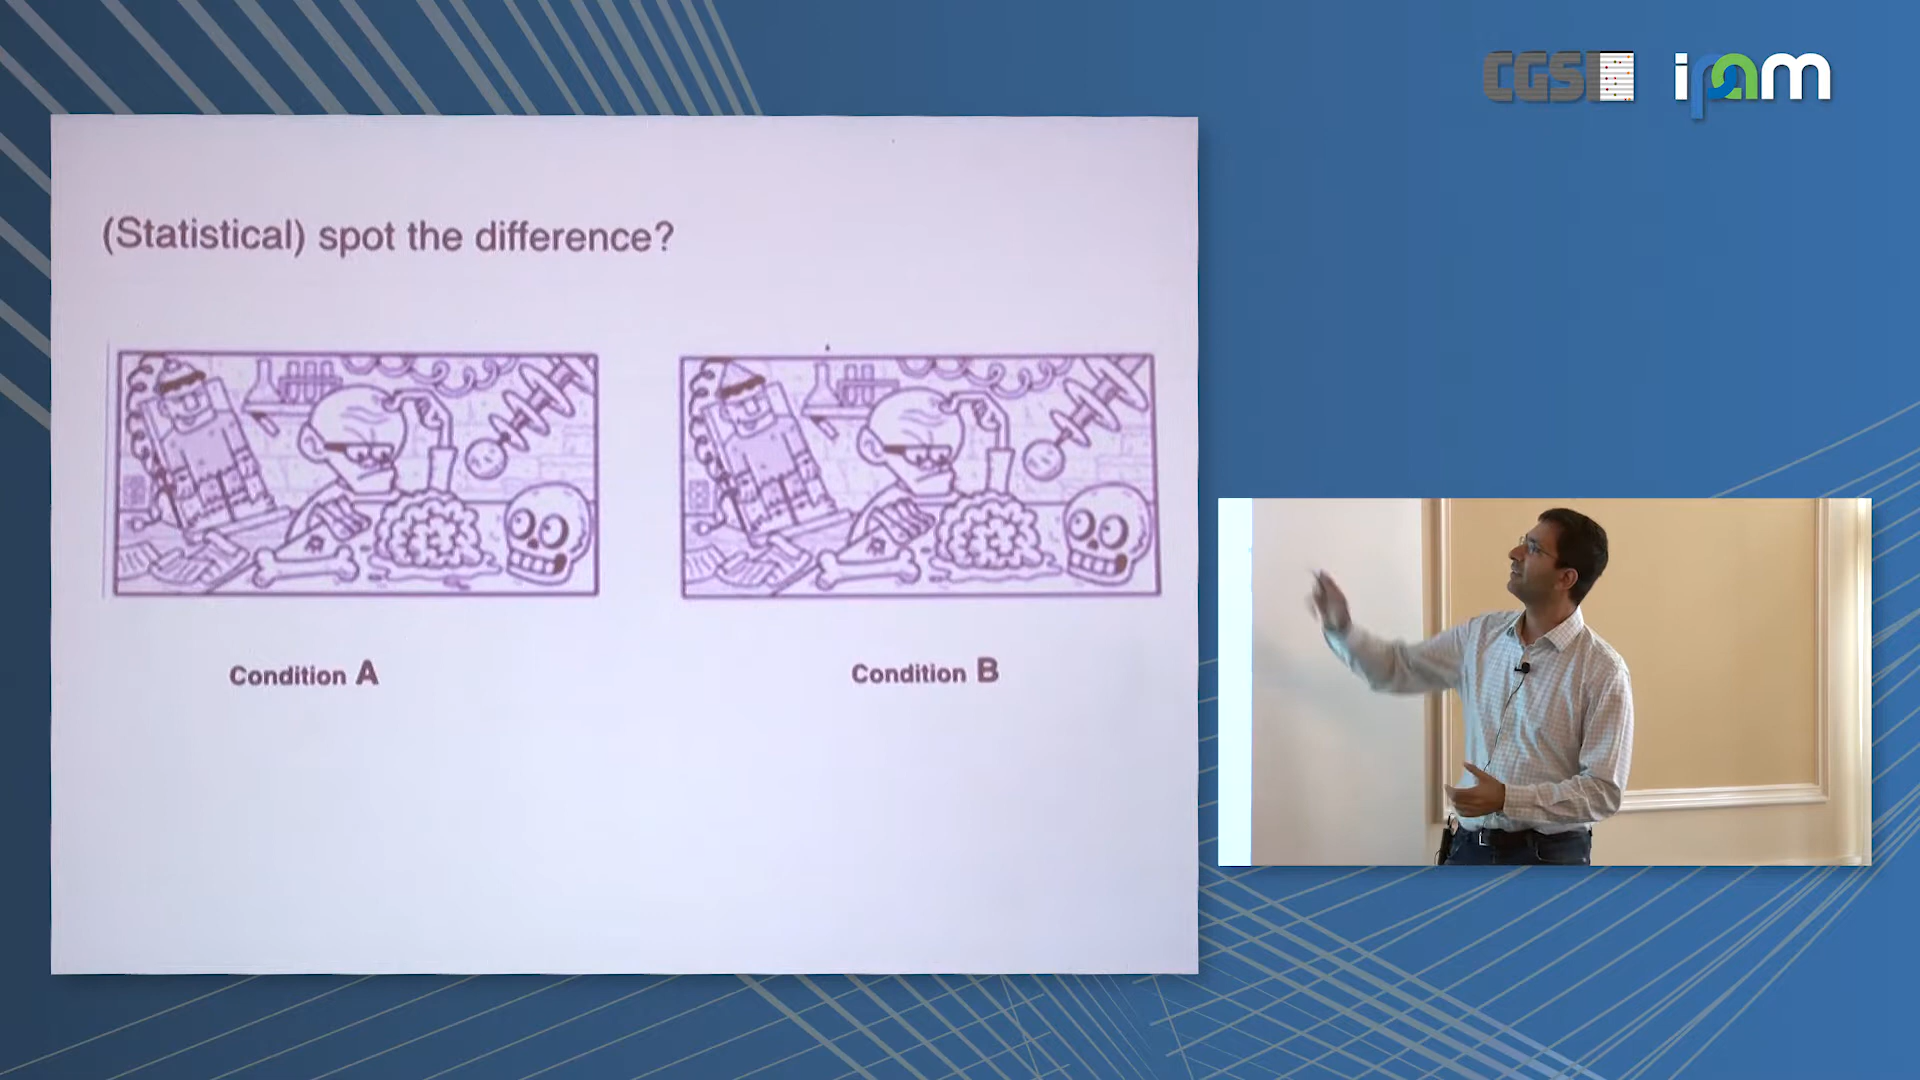 CGSI
ipam
(Statistical) spot the difference?
Condition A
Condition B